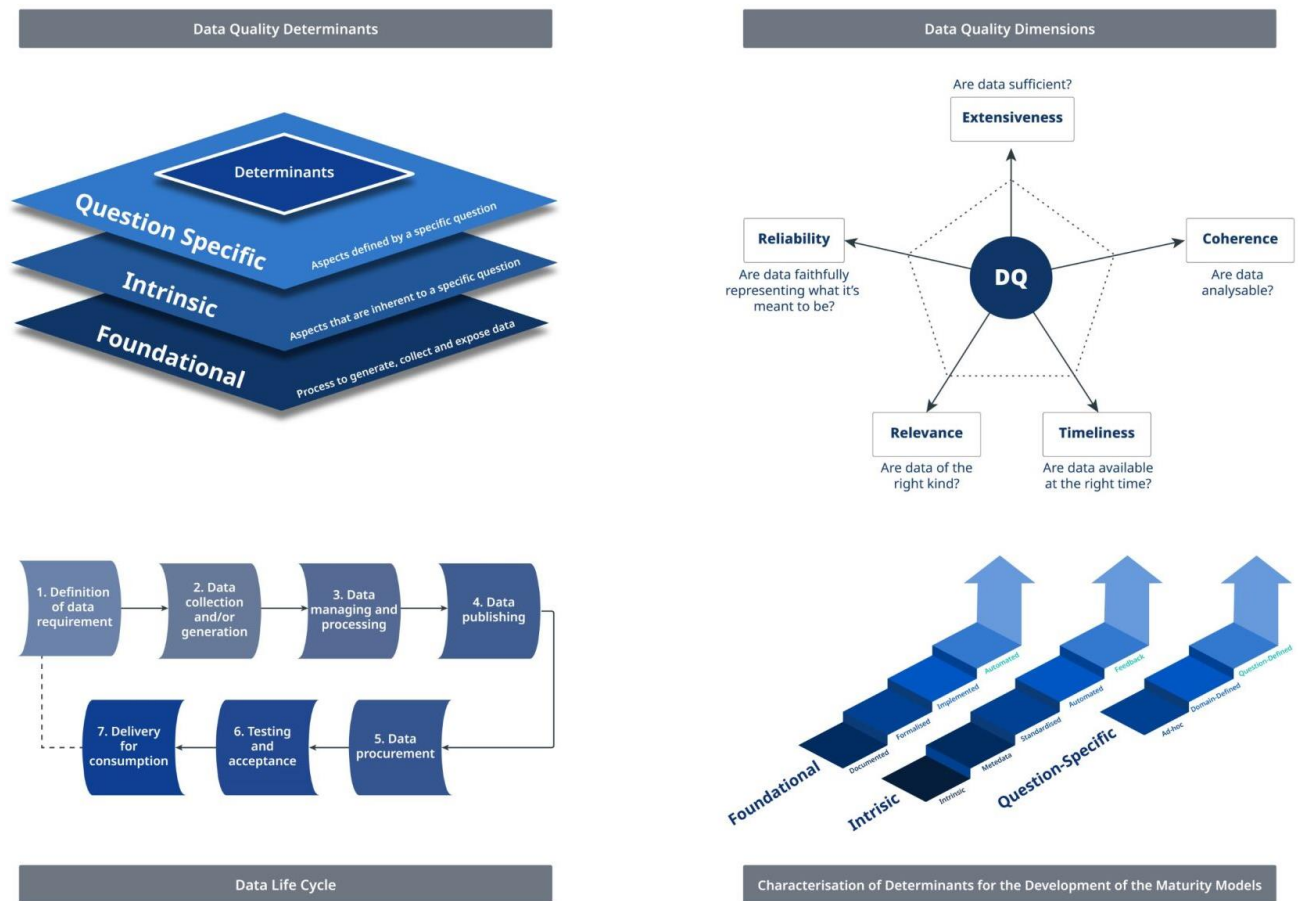 Data Quality Determinants
Determinants
Question Specific
Aspects defined by a specific question
Intrinsic
Aspects that are inherent to a specific question
Foundational
Process to generate, collect and expose data
Data Quality Dimensions
Are data sufficient?
Extensiveness
Reliability
Are data faithfully
representing what it's
meant to be?
DQ
Coherence
Are data
analysable?
Relevance
Are data of the
right kind?
Timeliness
Are data available
at the right time?
1. Definition
of data
requirement
2. Data
collection
and/or
generation
3. Data
managing and
processing
4. Data
publishing
7. Delivery for
consumption
6. Testing
and
acceptance
5. Data
procurement
Data Life Cycle
Foundational
Documented
Formalised
Implemented
Automated
Intrisic
Intrinsic
Metedata
Standardised
Automated
Feedback
Question-Specific
Ad-hoc
Domain-Defined
Question-Defined
Characterisation of Determinants for the Development of the Maturity Models